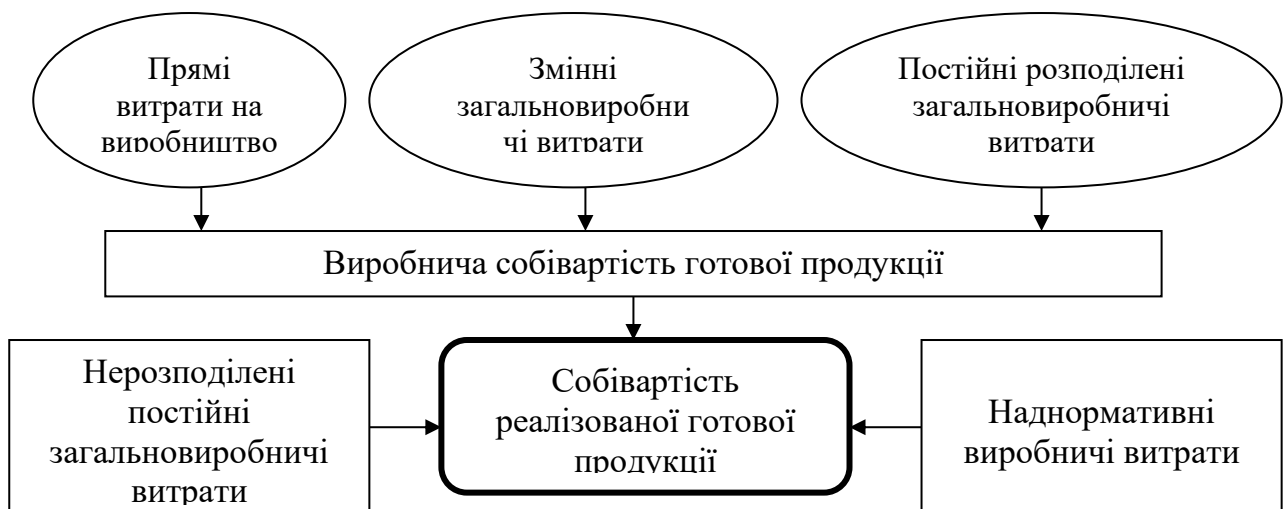 Прямі
витрати на
виробництво
Змінні
загальновиробни
чі витрати
Постійні розподілені
загальновиробничі
витрати
Виробнича собівартість готової продукції
Нерозподілені
постійні
загальновиробничі
витрати
Собівартість
реалізованої готової
продукції
Наднормативні
виробничі витрати